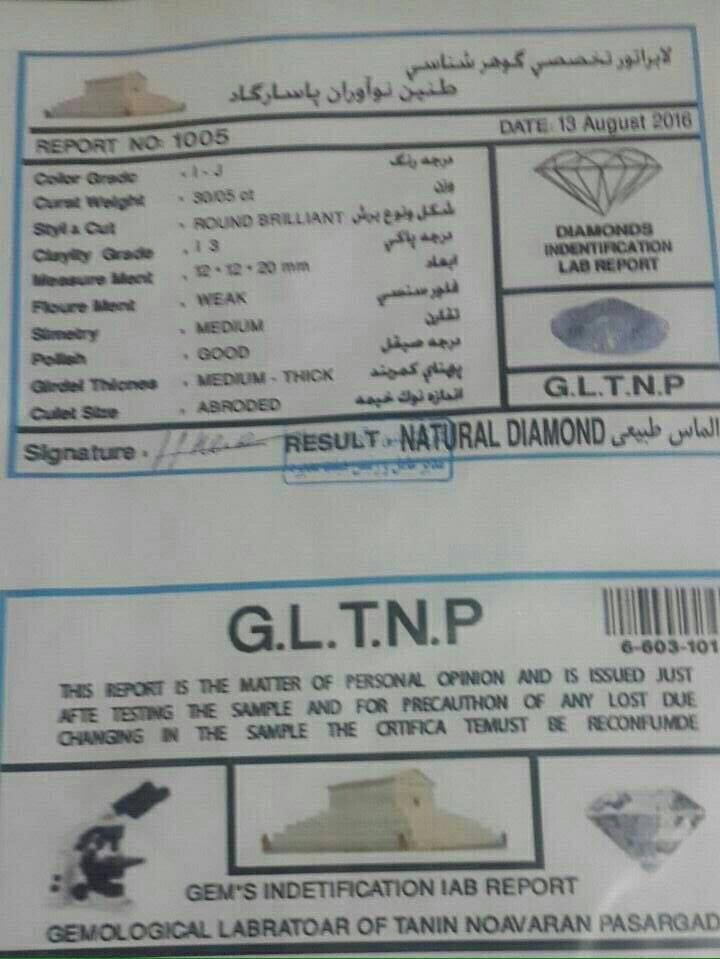 لابراتور تخصصي گوهر شناسي
طنين نوآوران پاسارگاد
REPORT NO: 1005
DATE: 13 August 2016
Color Grade • I - J درجه رنگ
Curat Weight • 30/05 ct وزن
Styl & Cut • ROUND BRILLIANT شكل ونوع برش
Clayity Grade • I 3 درجه پاكي
Measure Ment • 12 • 12 • 20 mm ابعاد
Floure Ment • WEAK فلور سنسي
Simetry • MEDIUM تقارن
Polish • GOOD درجه صيقل
Girdel Thicnes • MEDIUM - THICK پهناي كمربند
Culet Size • ABRODED اندازه نوك خيمه
DIAMONDS
INDENTIFICATION
LAB REPORT
G.L.T.N.P
Signature • RESULT • NATURAL DIAMOND الماس طبيعي
G.L.T.N.P
6-603-101
THIS REPORT IS THE MATTER OF PERSONAL OPINION AND IS ISSUED JUST
AFTE TESTING THE SAMPLE AND FOR PRECAUTHON OF ANY LOST DUE
CHANGING IN THE SAMPLE THE CRTIFICA TEMUST BE RECONFUMDE
GEM"S INDETIFICATION IAB REPORT
GEMOLOGICAL LABRATOAR OF TANIN NOAVARAN PASARGAD